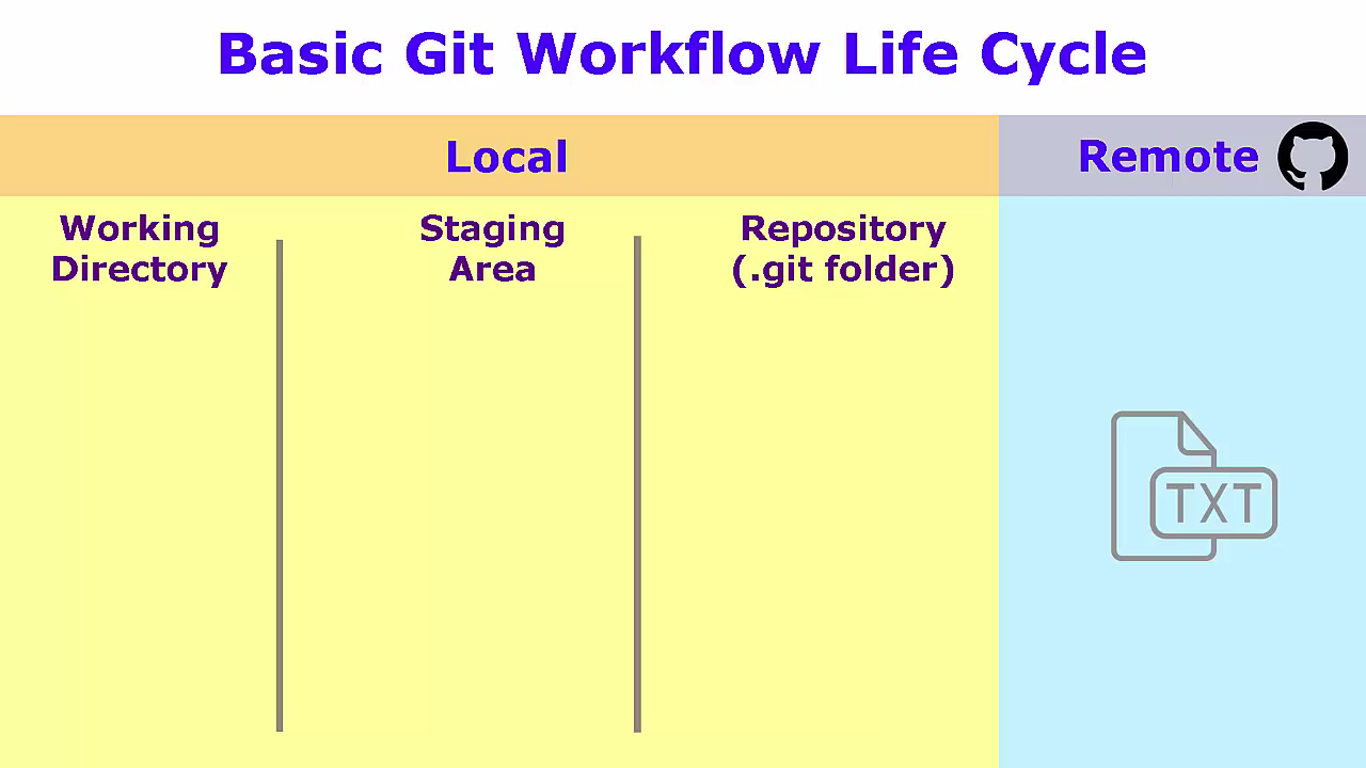 Basic Git Workflow Life Cycle
Local
Remote
Working
Directory
Staging
Area
Repository
(.git folder)
TXT